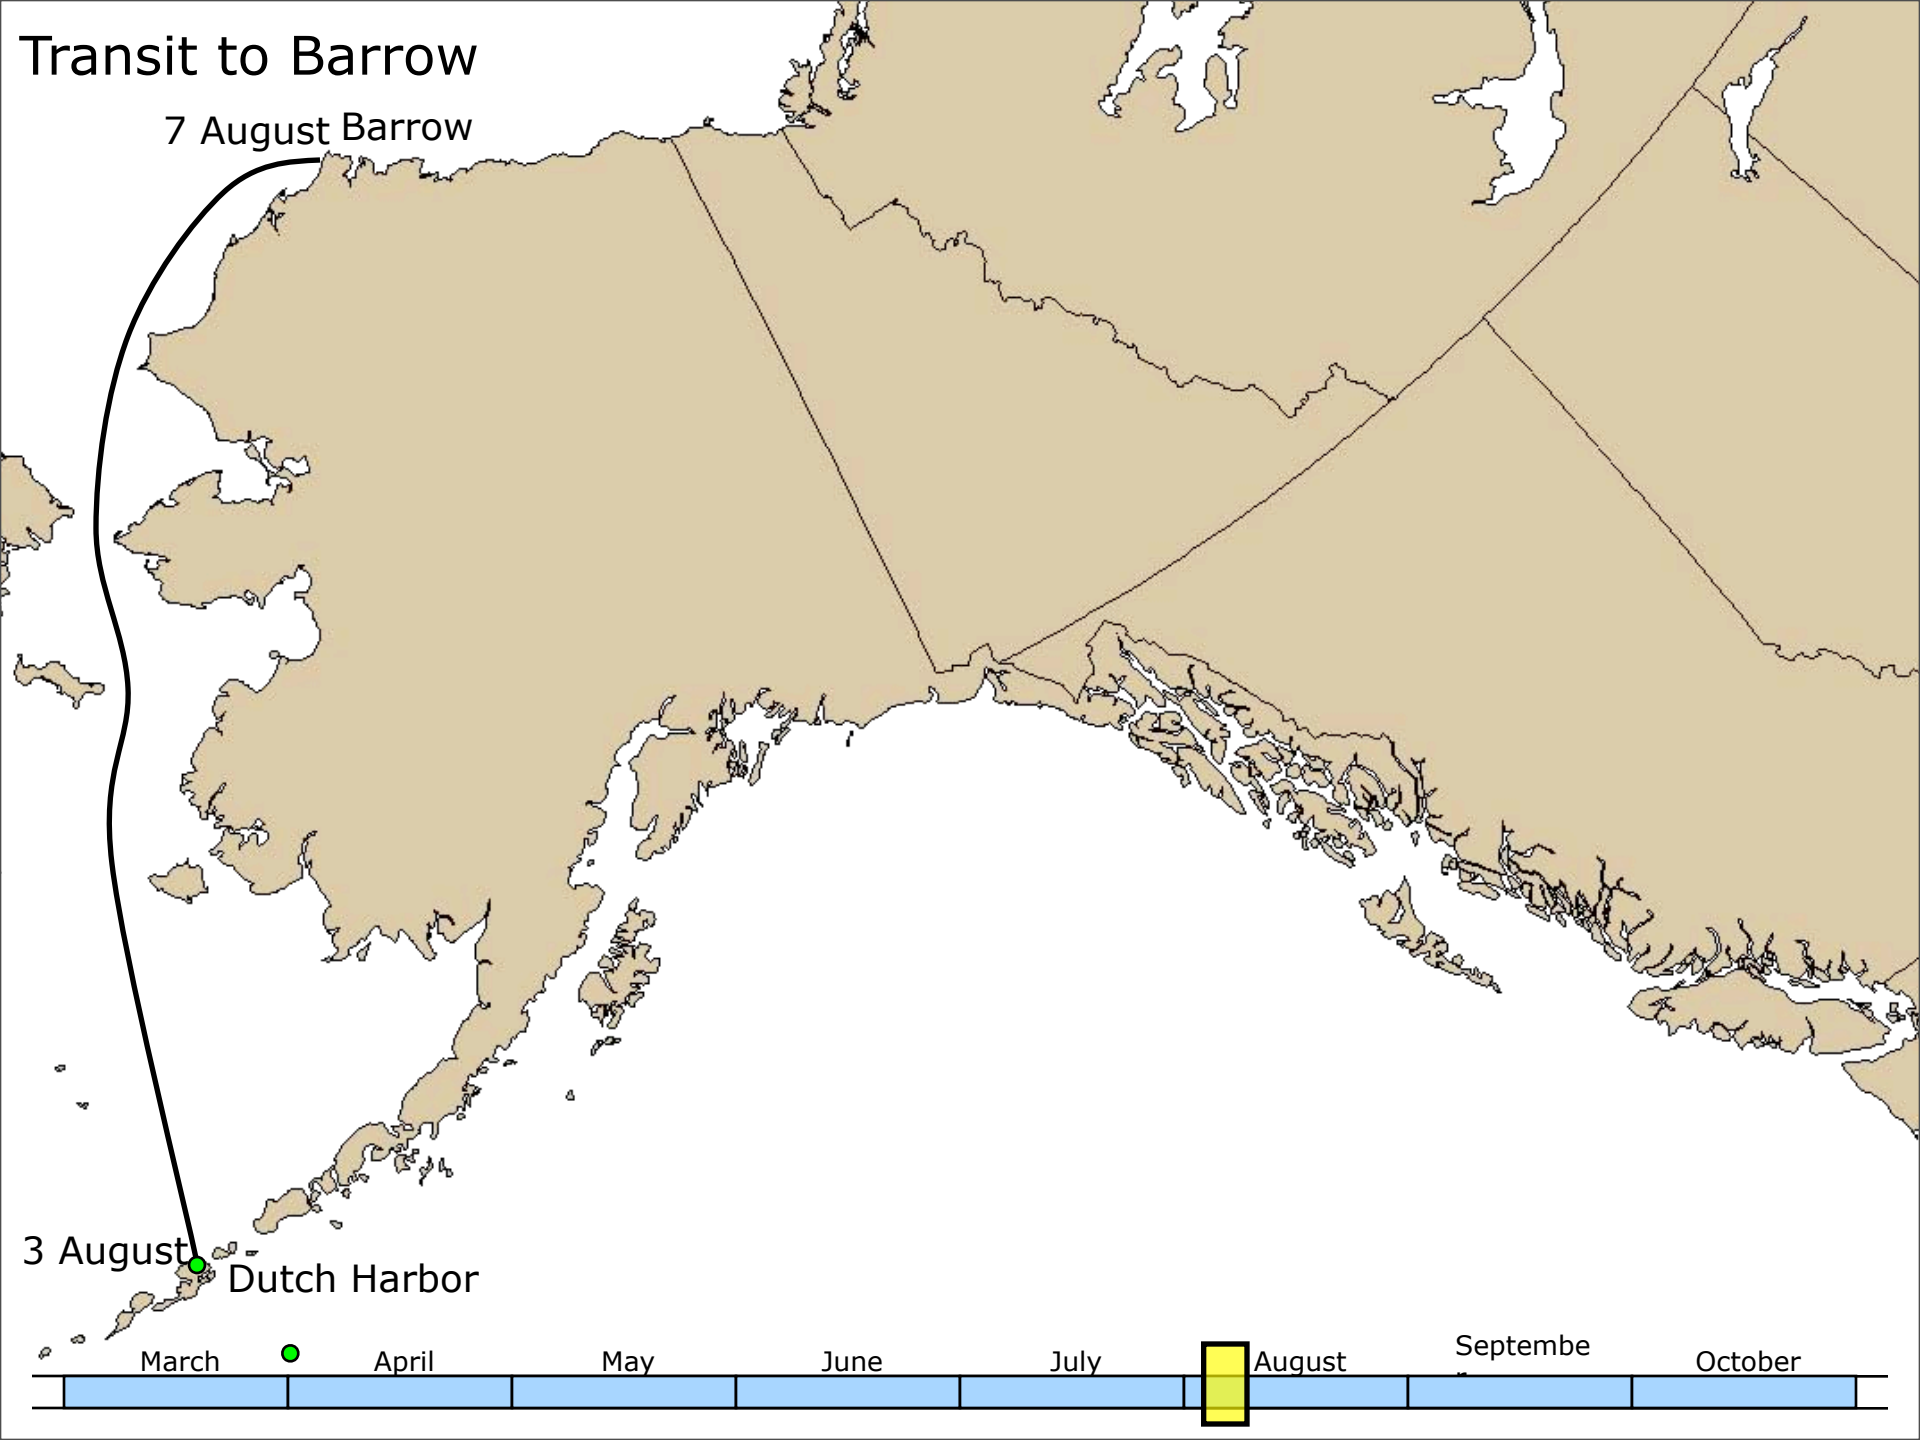 Transit to Barrow
7 August Barrow
3 August
Dutch Harbor
March April May June July August Septembe
r October